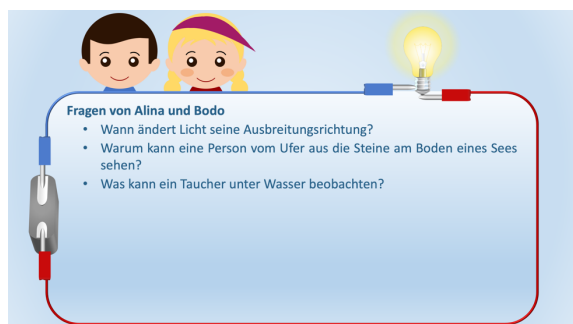 Fragen von Alina und Bodo
• Wann ändert Licht seine Ausbreitungsrichtung?
• Warum kann eine Person vom Ufer aus die Steine am Boden eines Sees
sehen?
• Was kann ein Taucher unter Wasser beobachten?